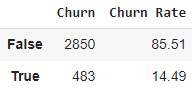 Churn Churn Rate
False 2850 85.51
True 483 14.49